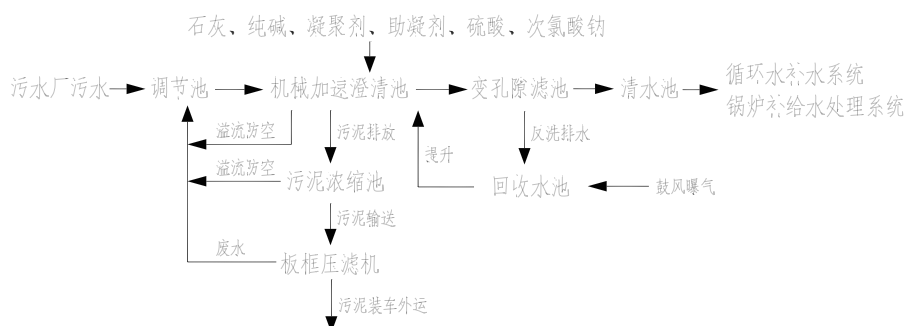 石灰、纯碱、凝聚剂、助凝剂、硫酸、次氯酸钠
污水厂污水
调节池
机械加速澄清池
变孔隙滤池
清水池
循环水补水系统
锅炉补给水处理系统
溢流防空
污泥排放
提升
反洗排水
溢流防空
污泥浓缩池
回收水池
鼓风曝气
污泥输送
废水
板框压滤机
污泥装车外运